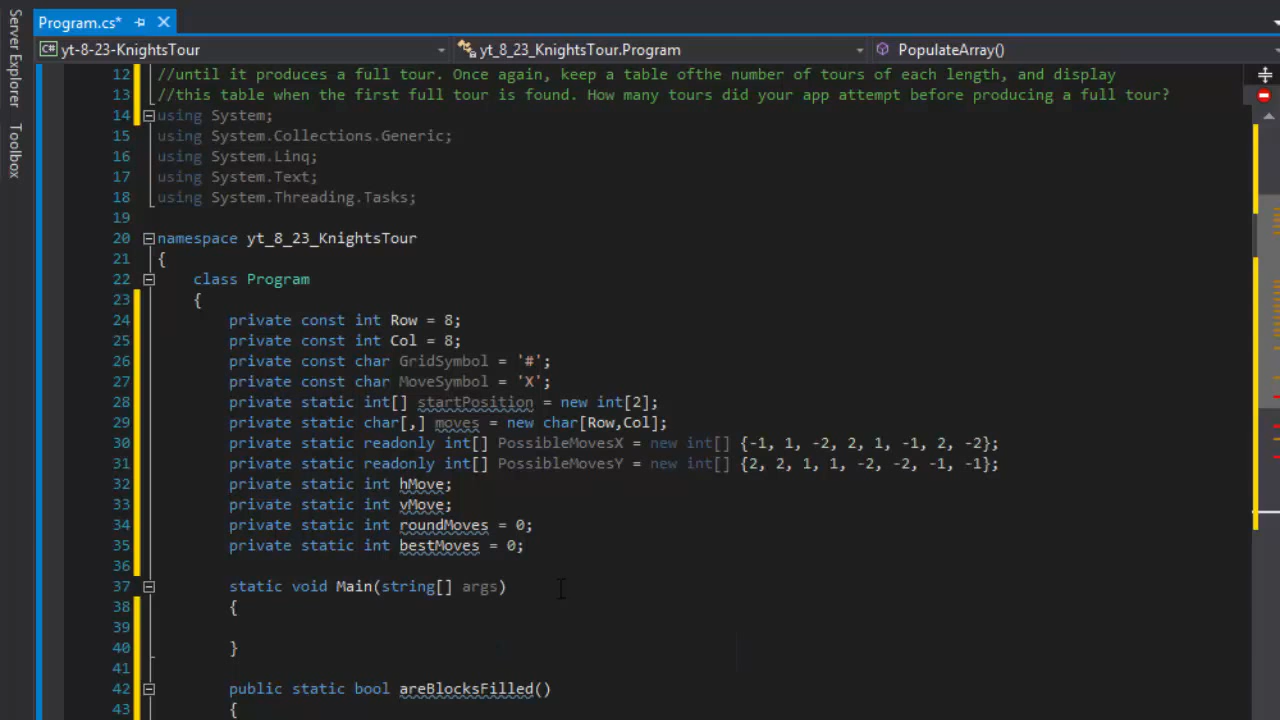 Server Explorer
Toolbox
Program.cs*
yt-8-23-KnightsTour
yt_8_23_KnightsTour.Program
PopulateArray()
12 //until it produces a full tour. Once again, keep a table ofthe number of tours of each length, and display
13 //this table when the first full tour is found. How many tours did your app attempt before producing a full tour?
14 using System;
15 using System.Collections.Generic;
16 using System.Linq;
17 using System.Text;
18 using System.Threading.Tasks;
19
20 namespace yt_8_23_KnightsTour
21 {
22 class Program
23 {
24 private const int Row = 8;
25 private const int Col = 8;
26 private const char GridSymbol = '#';
27 private const char MoveSymbol = 'X';
28 private static int[] startPosition = new int[2];
29 private static char[,] moves = new char[Row,Col];
30 private static readonly int[] PossibleMovesX = new int[] {-1, 1, -2, 2, 1, -1, 2, -2};
31 private static readonly int[] PossibleMovesY = new int[] {2, 2, 1, 1, -2, -2, -1, -1};
32 private static int hMove;
33 private static int vMove;
34 private static int roundMoves = 0;
35 private static int bestMoves = 0;
36
37 static void Main(string[] args)
38 {
39
40 }
41
42 public static bool areBlocksFilled()
43 {